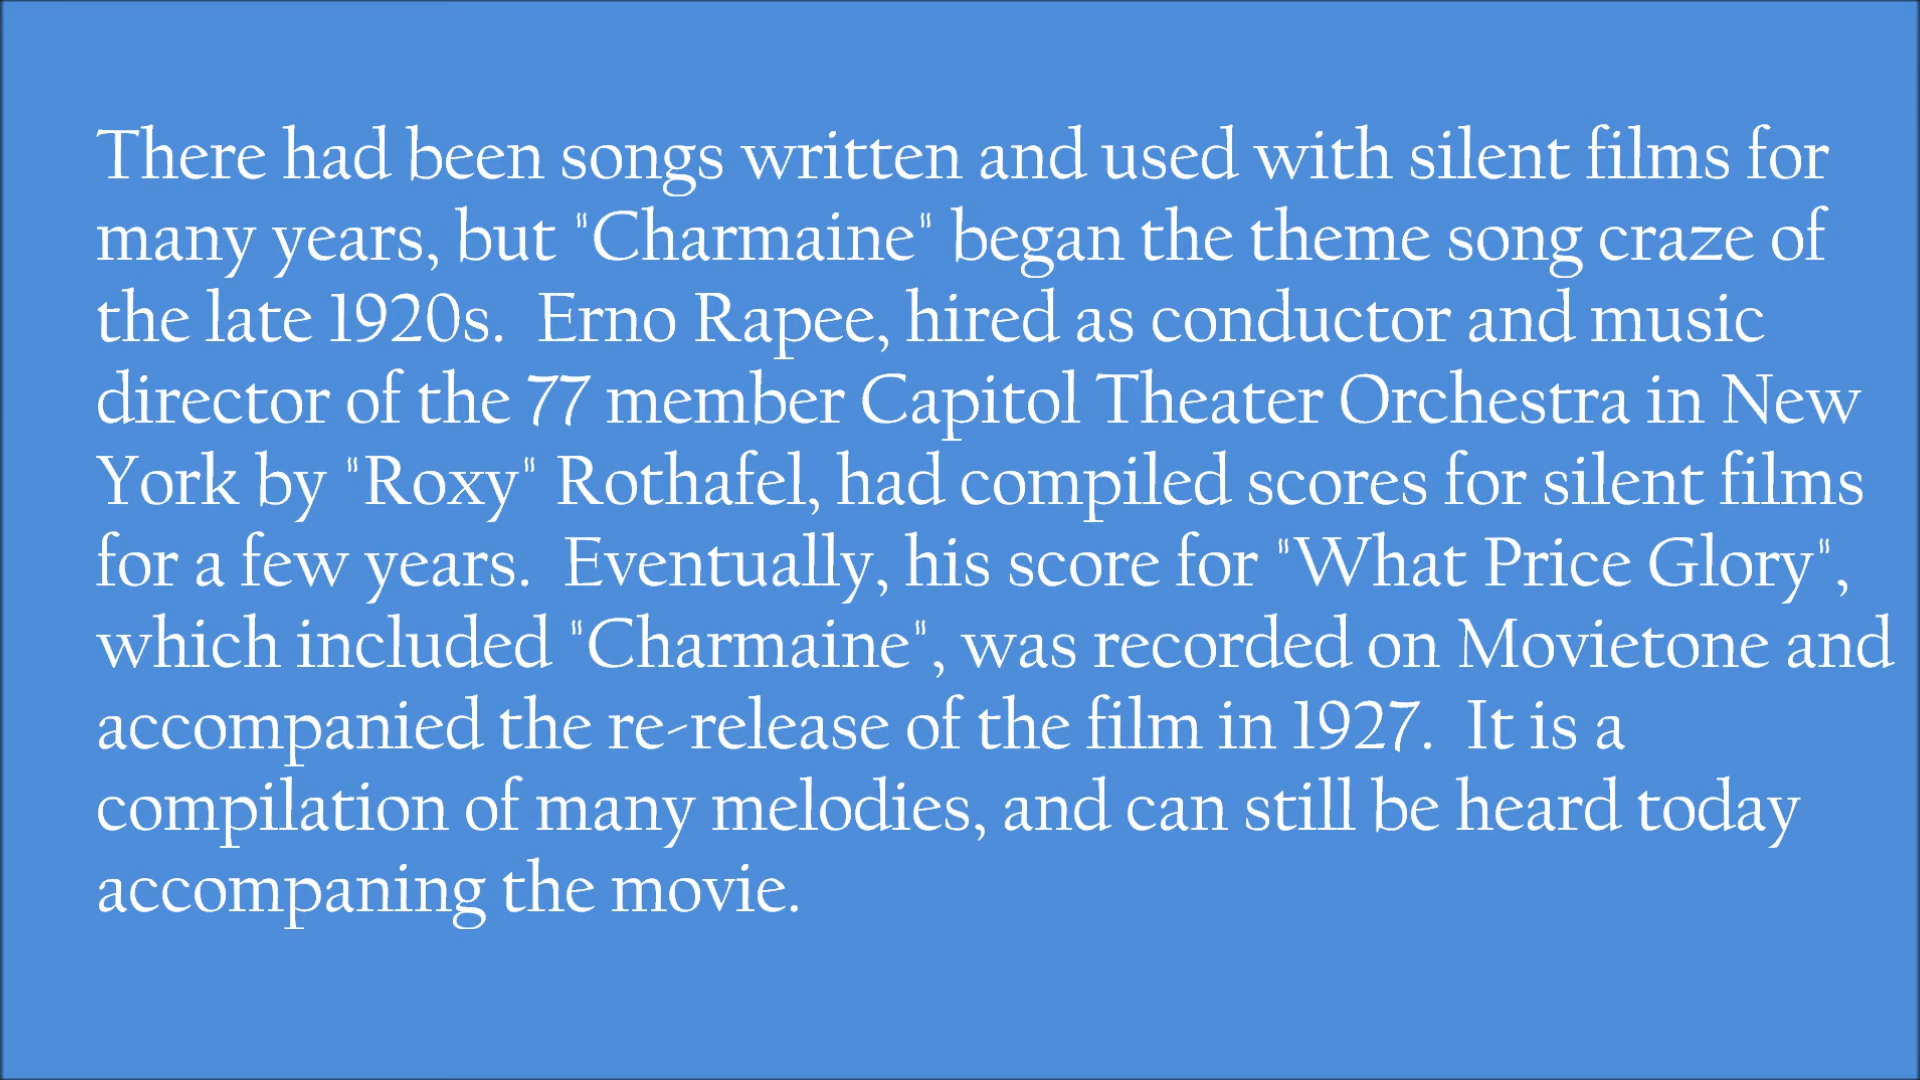 There had been songs written and used with silent films for
many years, but "Charmaine" began the theme song craze of
the late 1920s.  Erno Rapee, hired as conductor and music
director of the 77 member Capitol Theater Orchestra in New
York by "Roxy" Rothafel, had compiled scores for silent films
for a few years.  Eventually, his score for "What Price Glory",
which included "Charmaine", was recorded on Movietone and
accompanied the re-release of the film in 1927.  It is a
compilation of many melodies, and can still be heard today
accompaning the movie.